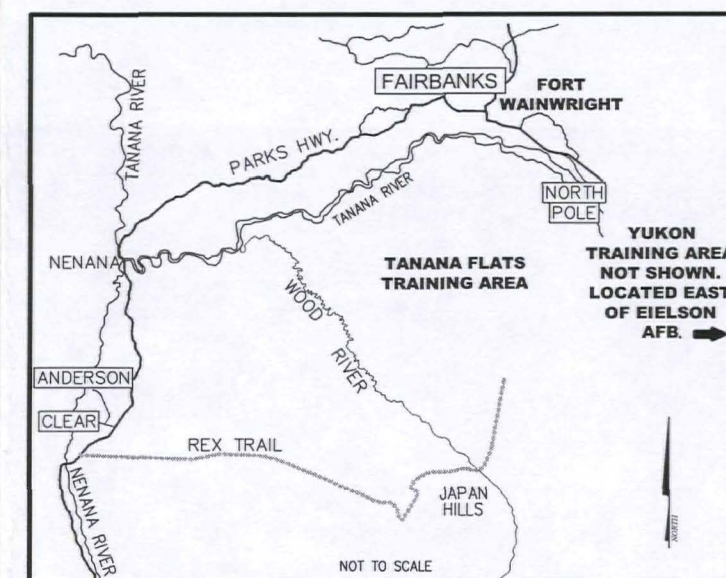 FAIRBANKS
FORT
WAINWRIGHT
TANANA RIVER
PARKS HWY.
TANANA RIVER
NORTH
POLE
NENANA
TANANA FLATS
TRAINING AREA
YUKON
TRAINING AREA
NOT SHOWN.
LOCATED EAST
OF EIELSON
AFB.
WOOD
RIVER
ANDERSON
CLEAR
REX TRAIL
JAPAN
HILLS
NENANA RIVER
NORTH
NOT TO SCALE